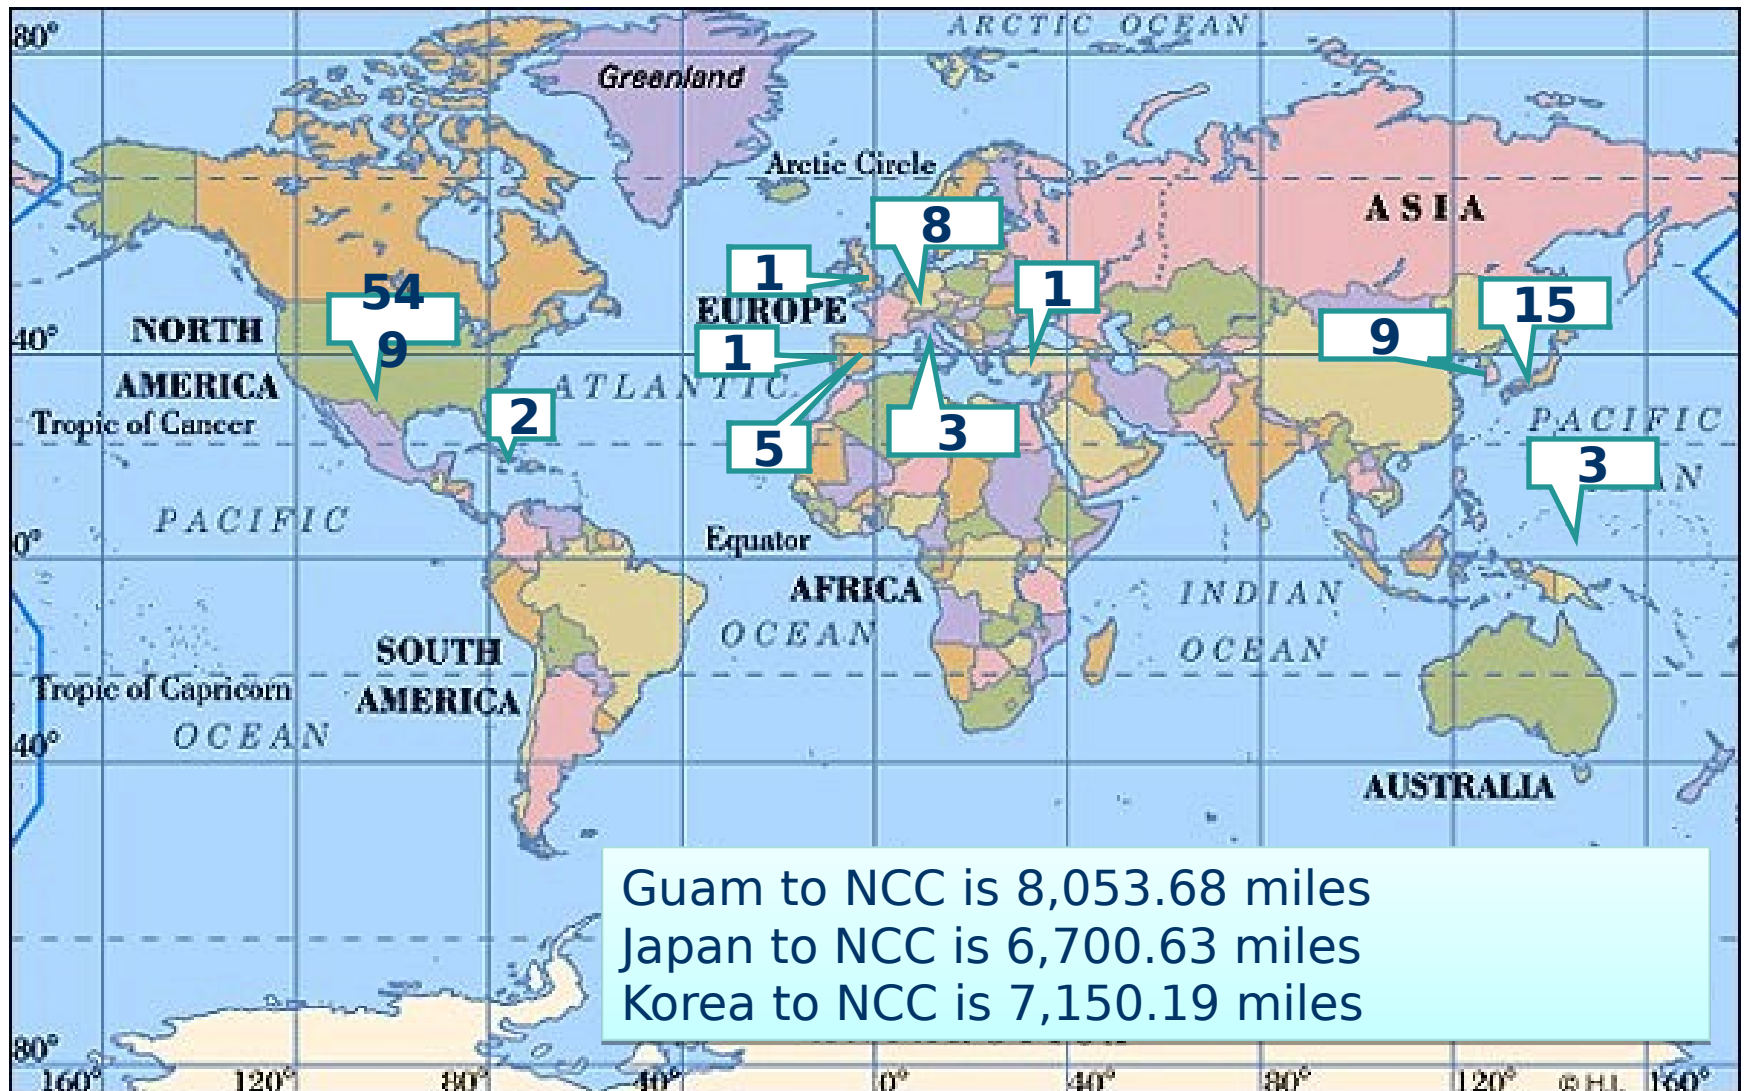 80°
ARCTIC OCEAN
Greenland
Arctic Circle
ASIA
8
1
1
54
9
EUROPE
15
9
NORTH
40°
1
AMERICA
ATLANTIC
2
Tropic of Cancer
5
3
PACIFIC
3
PACIFIC
0°
Equator
AFRICA
INDIAN
OCEAN
OCEAN
SOUTH
AMERICA
Tropic of Capricorn
OCEAN
40°
AUSTRALIA
Guam to NCC is 8,053.68 miles
Japan to NCC is 6,700.63 miles
Korea to NCC is 7,150.19 miles
80°
160° 120° 80° 40° 0° 40° 80° 120° 160°